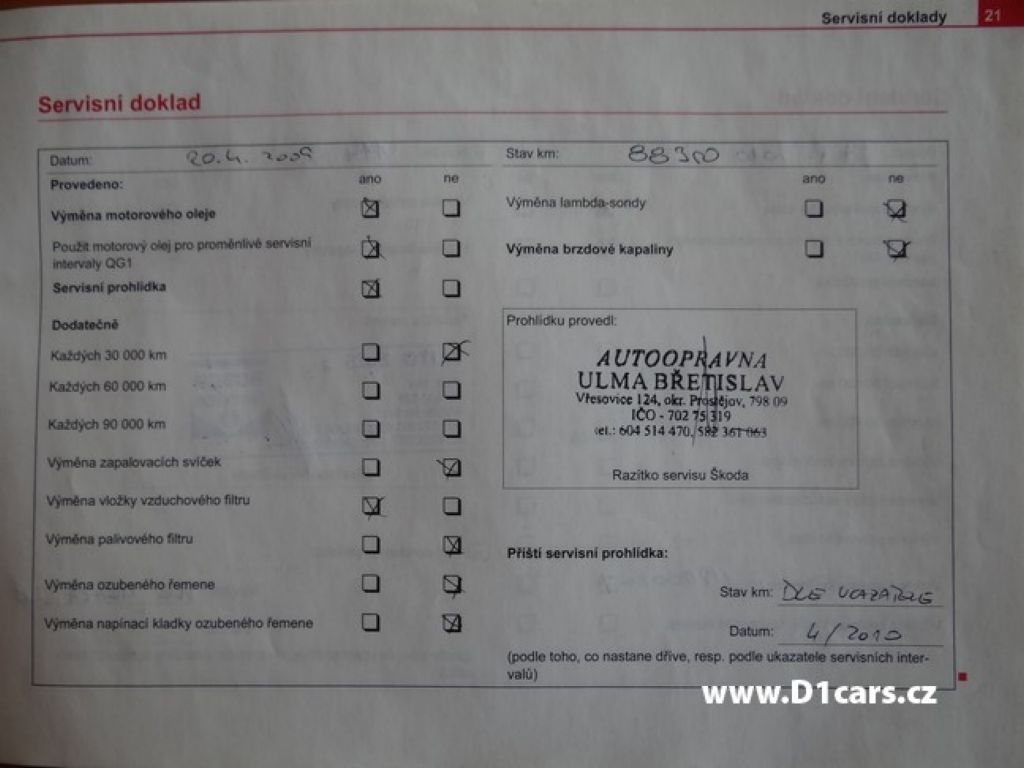 Servisní doklady 21
Servisní doklad
Datum: 20.4. 2009 Stav km: 88300
Provedeno: ano ne ano ne
Výměna motorového oleje
Výměna lambda-sondy
Použit motorový olej pro proměnlivé servisní
intervaly QG1
Výměna brzdové kapaliny
Servisní prohlídka
Dodatečně
Každých 30 000 km
Každých 60 000 km
Každých 90 000 km
Výměna zapalovacích svíček
Výměna vložky vzduchového filtru
Výměna palivového filtru
Výměna ozubeného řemene
Výměna napínací kladky ozubeného řemene
Prohlídku provedl:
AUTOOPRAVNA
ULMA BŘETISLAV
Vřesovice 124, okr. Prostějov, 798 09
IČO - 702 75 319
tel.: 604 514 470, 582 361 063
Razítko servisu Škoda
Příští servisní prohlídka:
Stav km: DLE UKAZATELE
Datum: 4/2010
(podle toho, co nastane dříve, resp. podle ukazatele servisních inter-
valů)
www.D1cars.cz